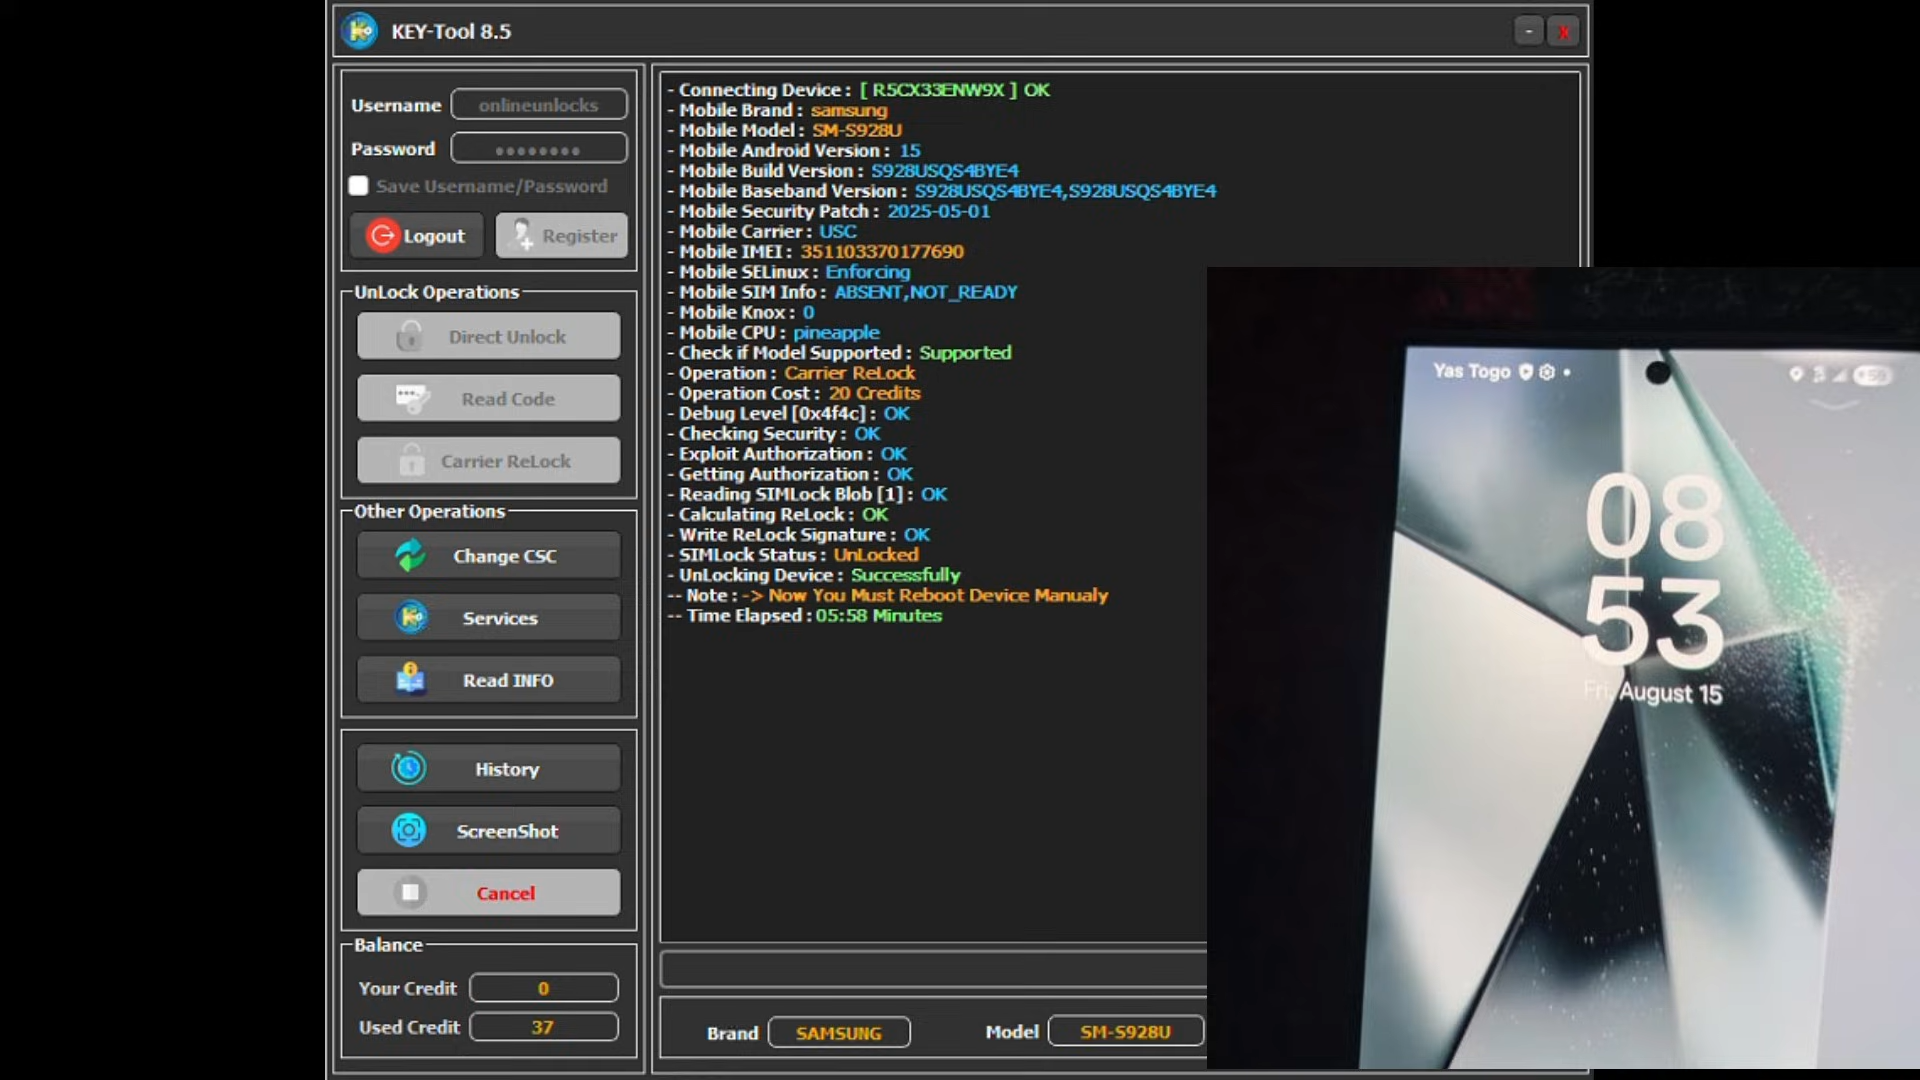 KEY-Tool 8.5
-
X
Username onlineunlocks
Password ••••••••
Save Username/Password
Logout
Register
UnLock Operations
Direct Unlock
Read Code
Carrier ReLock
Other Operations
Change CSC
Services
Read INFO
History
ScreenShot
Cancel
Balance
Your Credit 0
Used Credit 37
- Connecting Device : [ R5CX33ENW9X ] OK
- Mobile Brand : samsung
- Mobile Model : SM-S928U
- Mobile Android Version : 15
- Mobile Build Version : S928USQS4BYE4
- Mobile Baseband Version : S928USQS4BYE4,S928USQS4BYE4
- Mobile Security Patch : 2025-05-01
- Mobile Carrier : USC
- Mobile IMEI : 351103370177690
- Mobile SELinux : Enforcing
- Mobile SIM Info : ABSENT,NOT_READY
- Mobile Knox : 0
- Mobile CPU : pineapple
- Check if Model Supported : Supported
- Operation : Carrier ReLock
- Operation Cost : 20 Credits
- Debug Level [0x4f4c] : OK
- Checking Security : OK
- Exploit Authorization : OK
- Getting Authorization : OK
- Reading SIMLock Blob [1] : OK
- Calculating ReLock : OK
- Write ReLock Signature : OK
- SIMLock Status : UnLocked
- UnLocking Device : Successfully
-- Note : -> Now You Must Reboot Device Manualy
-- Time Elapsed : 05:58 Minutes
Brand SAMSUNG Model SM-S928U
Yas Togo
08
53
Fri, August 15